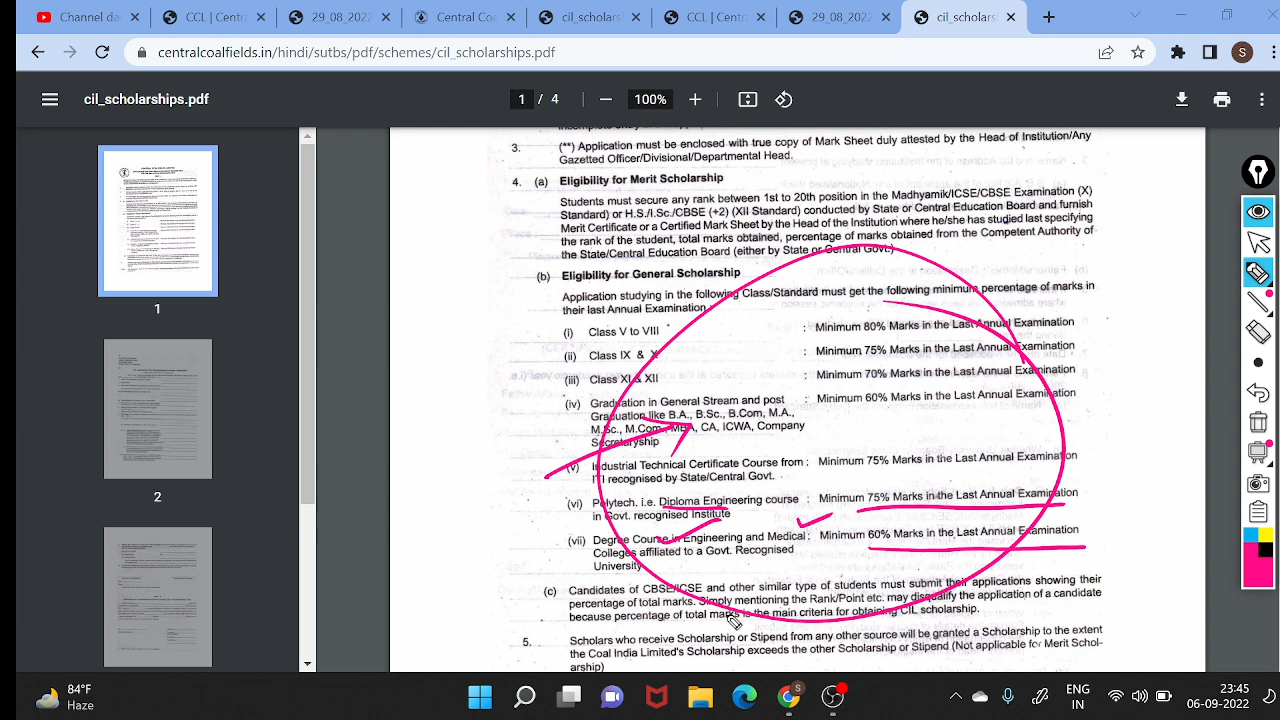 Channel das
CCL | Centra
29_08_2022
Central Coa
cil_scholars
CCL | Centr
29_08_2022
cil_scholars
centralcoalfields.in/hindi/sutbs/pdf/schemes/cil_scholarships.pdf
S
cil_scholarships.pdf
1 / 4
100%
3. (**) Application must be enclosed with true copy of Mark Sheet duly attested by the Head of Institution/Any
Gazetted Officer/Divisional/Departmental Head.
4. (a) Eligibility for Merit Scholarship
Students must secure any rank between 1st to 20th position in the Madhyamik/ICSE/CBSE Examination (X
Standard) or H.S./I.Sc./CBSE (+2) (XII Standard) conducted by State or Central Education Board and furnish
Merit Certificate or a Certified Mark Sheet by the Head of the Institution where he/she has studied last specifying
the rank of the student, total marks obtained, percentage of marks obtained from the Competent Authority of
the State/Central Education Board (either by State or Central Govt.)
(b) Eligibility for General Scholarship
Application studying in the following Class/Standard must get the following minimum percentage of marks in
their last Annual Examination :
(i) Class V to VIII : Minimum 80% Marks in the Last Annual Examination
(ii) Class IX & X : Minimum 75% Marks in the Last Annual Examination
(iii) Class XI & XII : Minimum 70% Marks in the Last Annual Examination
(iv) Graduation in General Stream and post : Minimum 60% Marks in the Last Annual Examination
Graduation like B.A., B.Sc., B.Com, M.A.,
M.Sc., M.Com, MBA, CA, ICWA, Company
Secretaryship
(v) Industrial Technical Certificate Course from : Minimum 75% Marks in the Last Annual Examination
ITI recognised by State/Central Govt.
(vi) Polytech. i.e. Diploma Engineering course : Minimum 75% Marks in the Last Annual Examination
in Govt. recognised Institute
(vii) Degree Course in Engineering and Medical : Minimum 60% Marks in the Last Annual Examination
Colleges affiliated to a Govt. Recognised
University
(c) Candidates of CBSE/ICSE and other similar type of students must submit their applications showing their
percentage of total marks. Simply mentioning the Rank/Point etc. may disqualify the application of a candidate
because percentage of total marks the main criteria for obtaining CIL scholarship.
5. Scholars who receive Scholarship or Stipend from any other source will be granted a Scholarship to the extent
the Coal India Limited's Scholarship exceeds the other Scholarship or Stipend (Not applicable for Merit Schol-
arship)
1
2
84°F
Haze
ENG
IN
23:45
06-09-2022